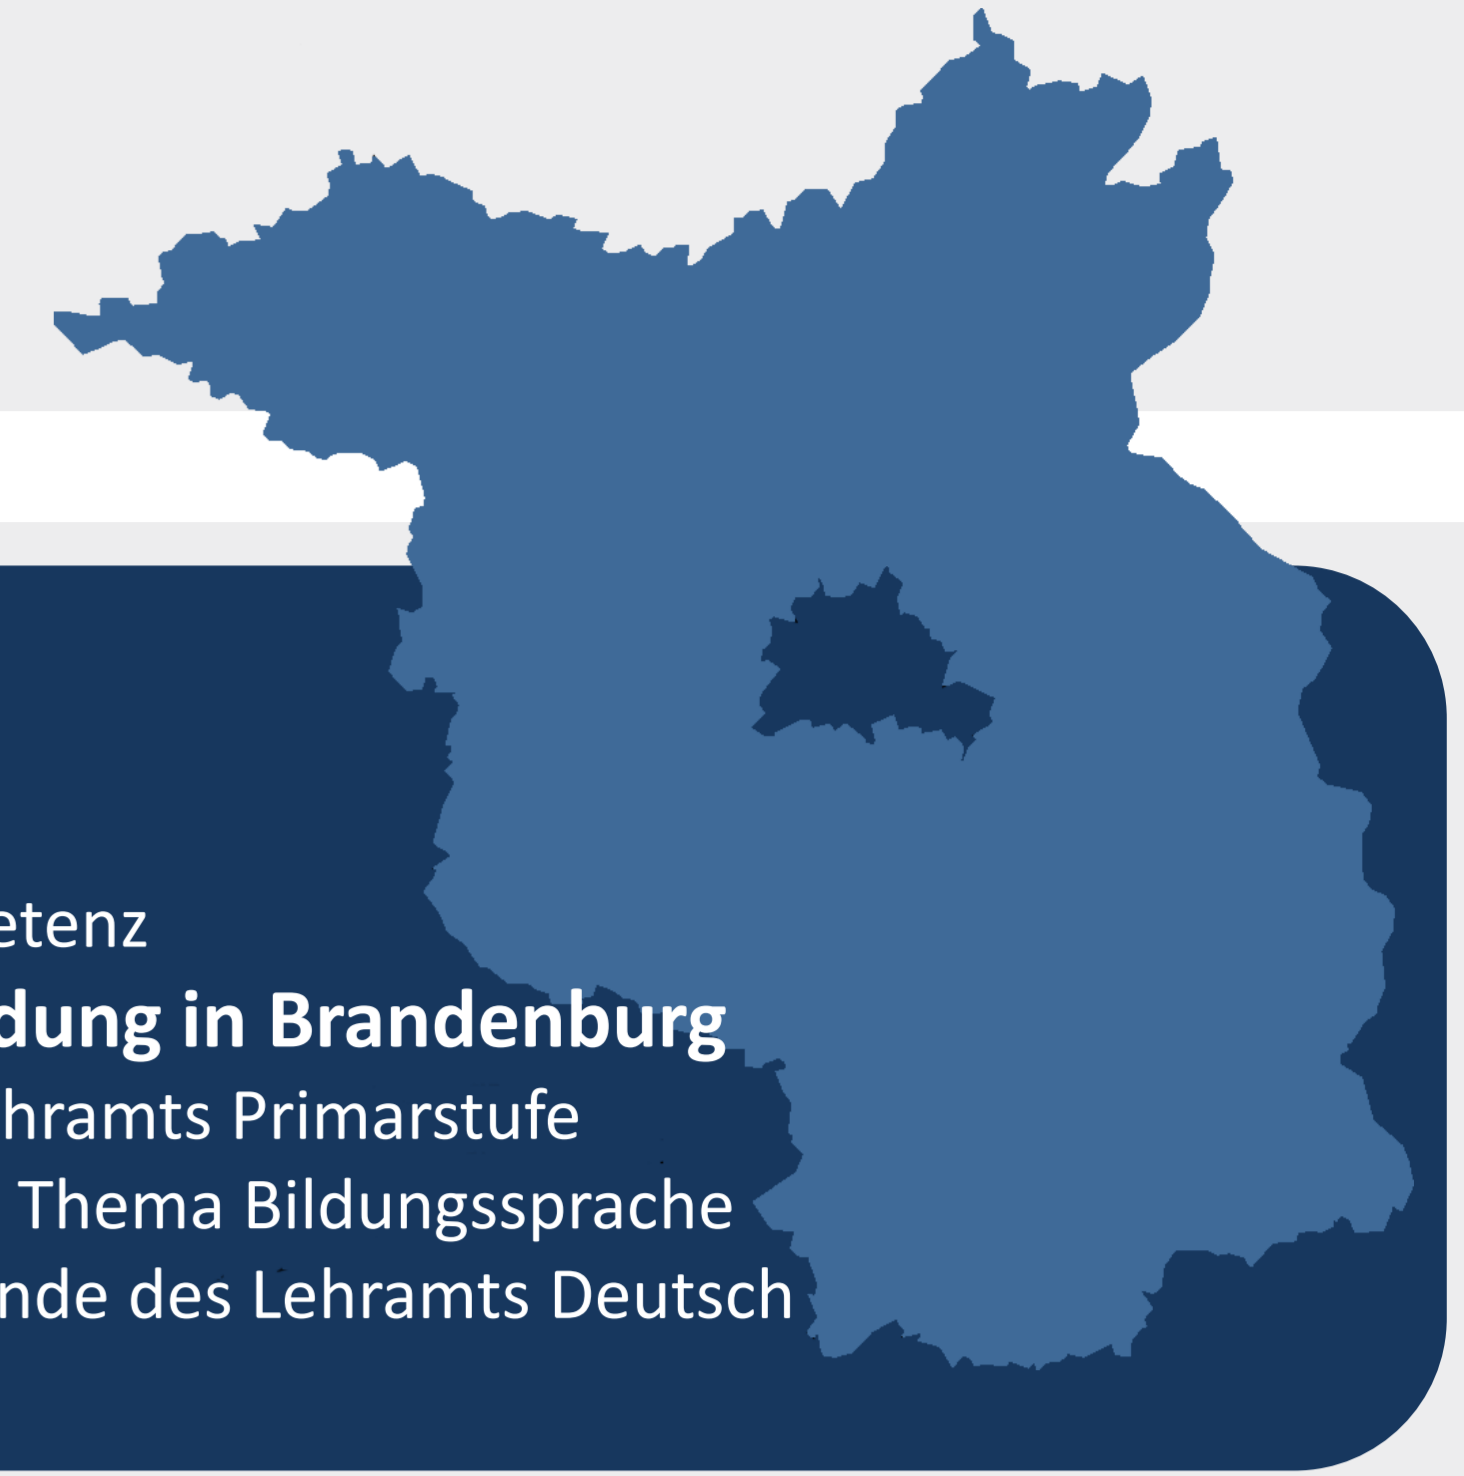 etenz
dung in Brandenburg
hramts Primarstufe
Thema Bildungssprache
nde des Lehramts Deutsch